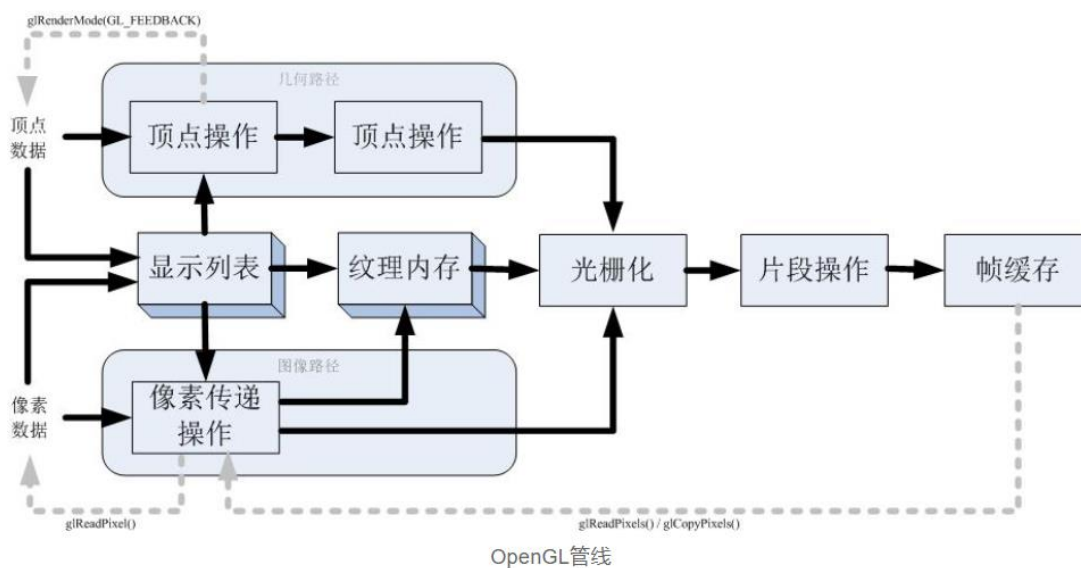 glRenderMode(GL_FEEDBACK)
几何路径
顶点
数据
顶点操作
顶点操作
显示列表
纹理内存
光栅化
片段操作
帧缓存
图像路径
像素
数据
像素传递
操作
glReadPixel()
glReadPixels() / glCopyPixels()
OpenGL管线